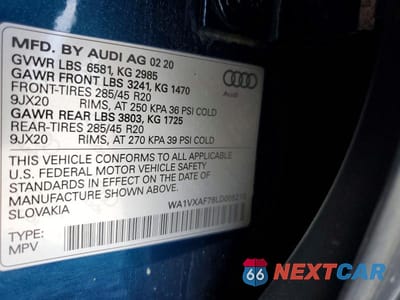 MFD. BY AUDI AG 02 20
GVWR LBS 6581, KG 2985
GAWR FRONT LBS 3241, KG 1470
FRONT-TIRES 285/45 R20
9JX20 RIMS, AT 250 KPA 36 PSI COLD
GAWR REAR LBS 3803, KG 1725
REAR-TIRES 285/45 R20
9JX20 RIMS, AT 270 KPA 39 PSI COLD
Audi
THIS VEHICLE CONFORMS TO ALL APPLICABLE
U.S. FEDERAL MOTOR VEHICLE SAFETY
STANDARDS IN EFFECT ON THE DATE OF
MANUFACTURE SHOWN ABOVE
SLOVAKIA
TYPE:
MPV
66 NEXTCAR